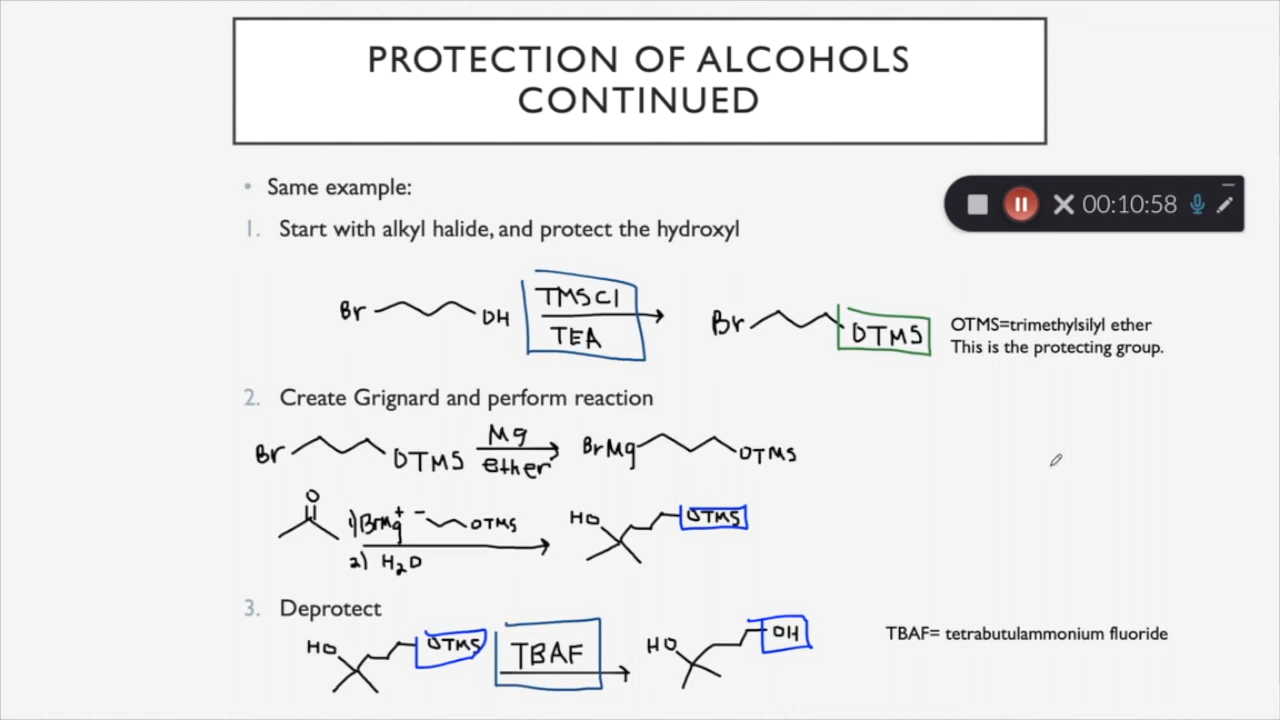 PROTECTION OF ALCOHOLS
CONTINUED
• Same example:
1. Start with alkyl halide, and protect the hydroxyl
00:10:58
Br OH TMSCl TEA Br OTMS
OTMS=trimethylsilyl ether
This is the protecting group.
2. Create Grignard and perform reaction
Br OTMS Mg ether BrMg OTMS
O 1) BrMg + - OTMS HO OTMS
2) H2O
3. Deprotect
HO OTMS TBAF HO OH
TBAF= tetrabutulammonium fluoride